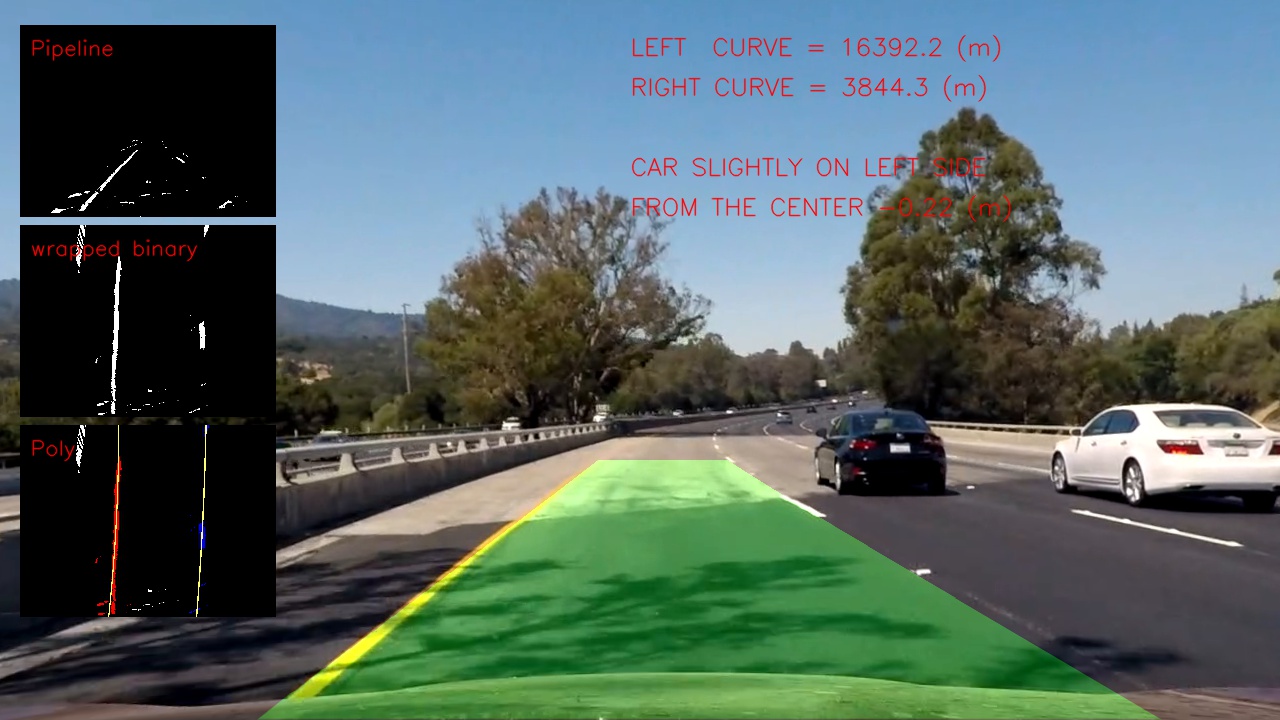 Pipeline
LEFT CURVE = 16392.2 (m)
RIGHT CURVE = 3844.3 (m)
CAR SLIGHTLY ON LEFT SIDE
FROM THE CENTER -0.22 (m)
wrapped binary
Poly